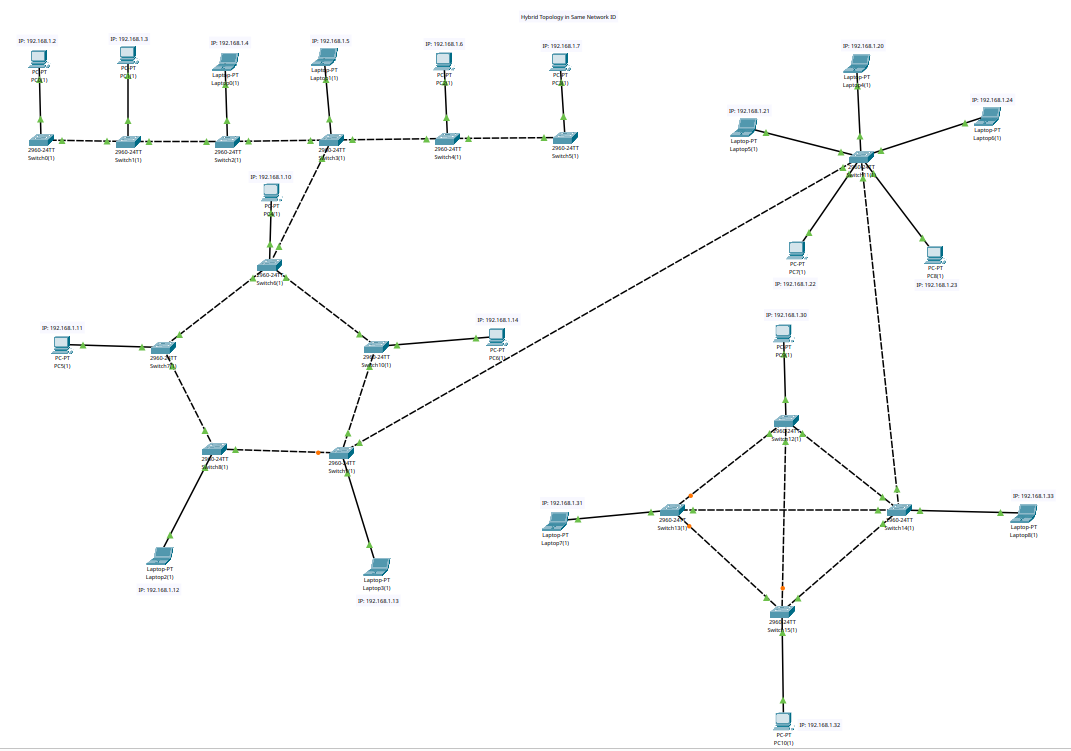 Hybrid Topology in Same Network ID
IP: 192.168.1.2
PC-PT
IP: 192.168.1.3
PC-PT
IP: 192.168.1.4
Laptop-PT
Laptop0(1)
IP: 192.168.1.5
Laptop-PT
Laptop1(1)
IP: 192.168.1.6
PC-PT
IP: 192.168.1.7
PC-PT
2960-24TT
Switch0(1)
2960-24TT
Switch1(1)
2960-24TT
Switch2(1)
2960-24TT
Switch3(1)
2960-24TT
Switch4(1)
2960-24TT
Switch5(1)
IP: 192.168.1.20
Laptop-PT
Laptop4(1)
IP: 192.168.1.21
Laptop-PT
Laptop5(1)
IP: 192.168.1.24
Laptop-PT
Laptop6(1)
2960-24TT
Switch11(1)
PC-PT
PC7(1)
IP: 192.168.1.22
PC-PT
PC8(1)
IP: 192.168.1.23
IP: 192.168.1.10
PC-PT
PC4(1)
2960-24TT
Switch6(1)
IP: 192.168.1.11
PC-PT
PC5(1)
2960-24TT
Switch7(1)
2960-24TT
Switch10(1)
IP: 192.168.1.14
PC-PT
PC6(1)
2960-24TT
Switch8(1)
2960-24TT
Switch9(1)
Laptop-PT
Laptop2(1)
IP: 192.168.1.12
Laptop-PT
Laptop3(1)
IP: 192.168.1.13
IP: 192.168.1.30
PC-PT
PC9(1)
2960-24TT
Switch12(1)
IP: 192.168.1.31
Laptop-PT
Laptop7(1)
2960-24TT
Switch13(1)
2960-24TT
Switch14(1)
IP: 192.168.1.33
Laptop-PT
Laptop8(1)
2960-24TT
Switch15(1)
IP: 192.168.1.32
PC-PT
PC10(1)